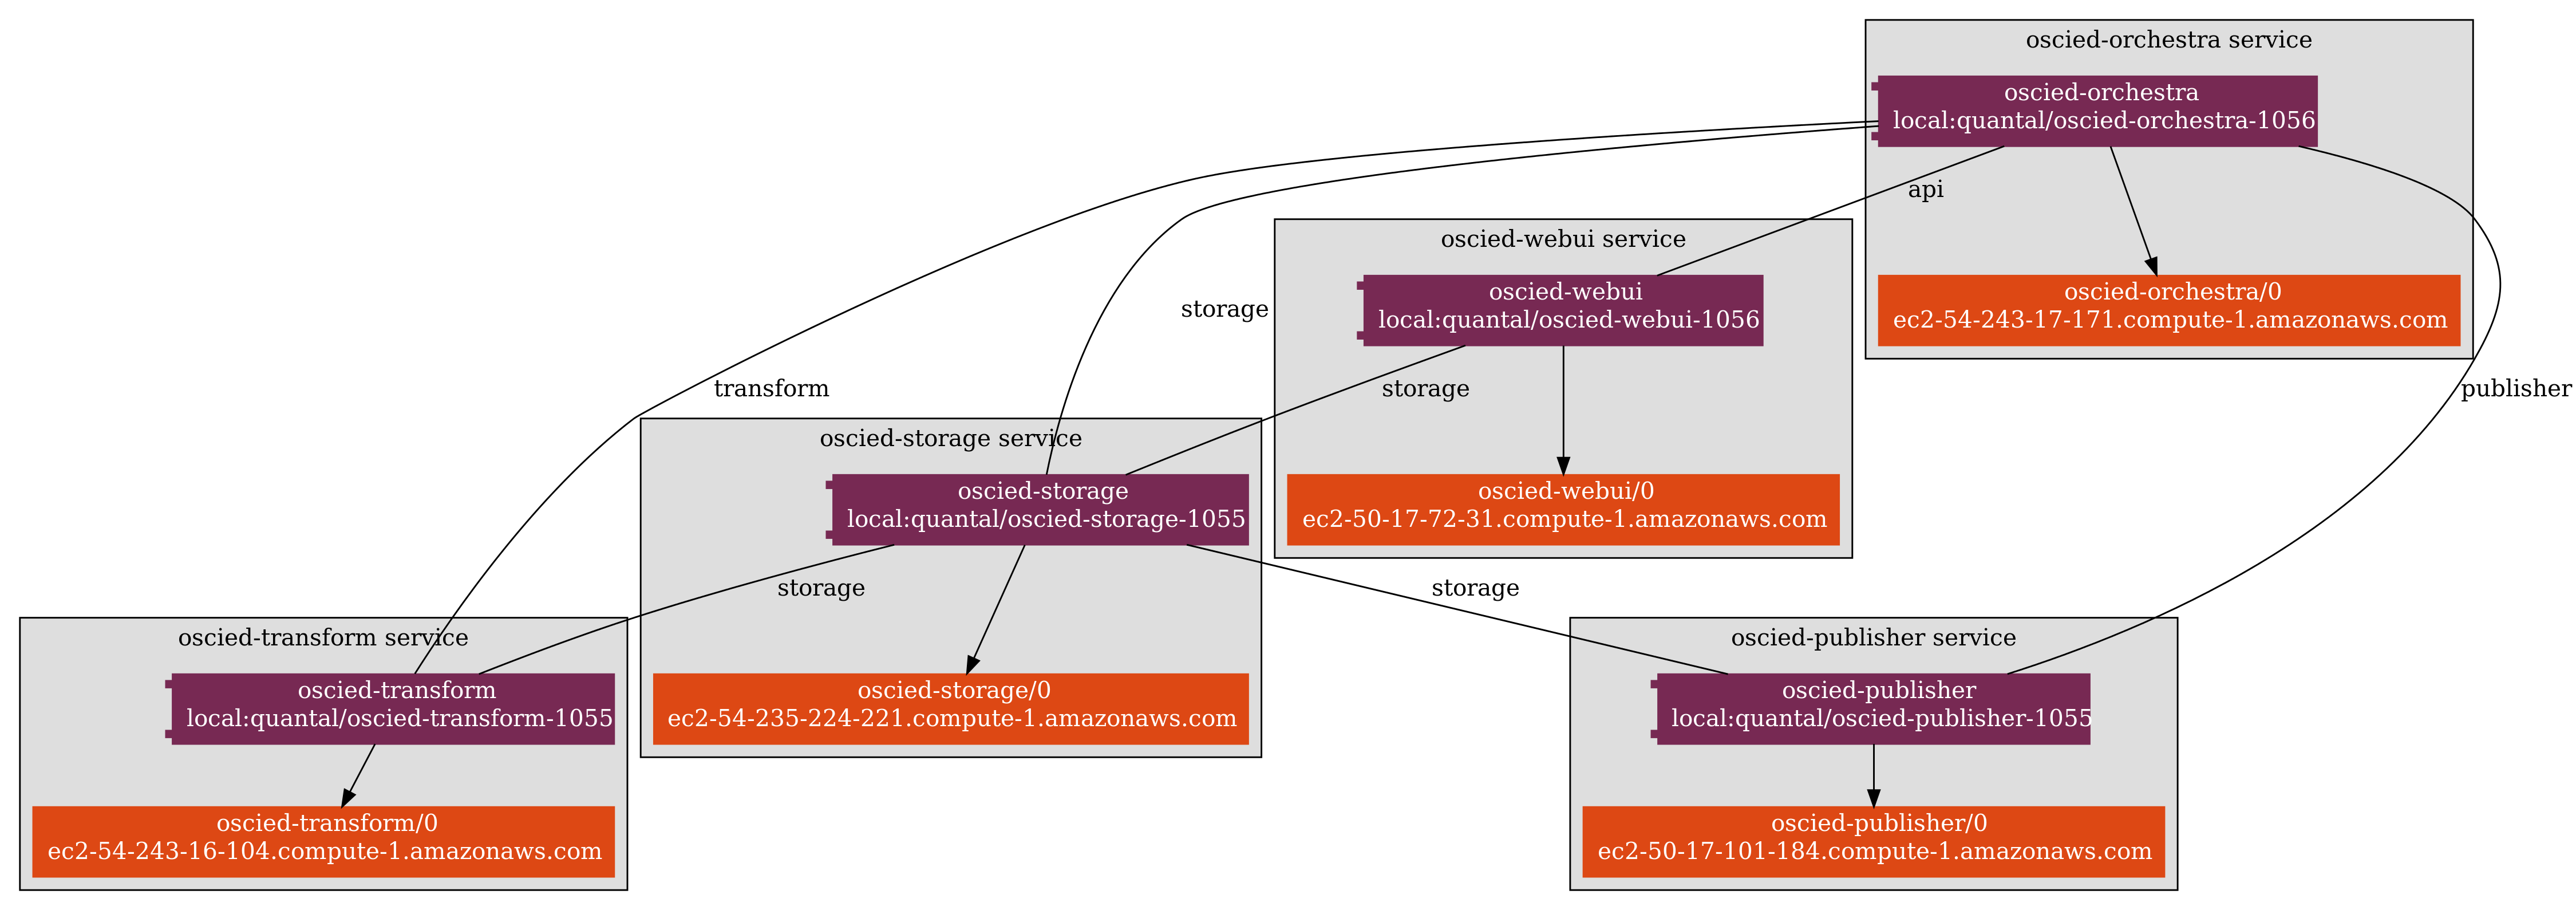 oscied-orchestra service
oscied-orchestra
local:quantal/oscied-orchestra-1056
api
oscied-webui service
oscied-webui
local:quantal/oscied-webui-1056
oscied-orchestra/0
ec2-54-243-17-171.compute-1.amazonaws.com
storage
transform
storage
publisher
oscied-storage service
oscied-storage
local:quantal/oscied-storage-1055
oscied-webui/0
ec2-50-17-72-31.compute-1.amazonaws.com
storage
storage
oscied-transform service
oscied-transform
local:quantal/oscied-transform-1055
oscied-storage/0
ec2-54-235-224-221.compute-1.amazonaws.com
oscied-publisher service
oscied-publisher
local:quantal/oscied-publisher-1055
oscied-transform/0
ec2-54-243-16-104.compute-1.amazonaws.com
oscied-publisher/0
ec2-50-17-101-184.compute-1.amazonaws.com